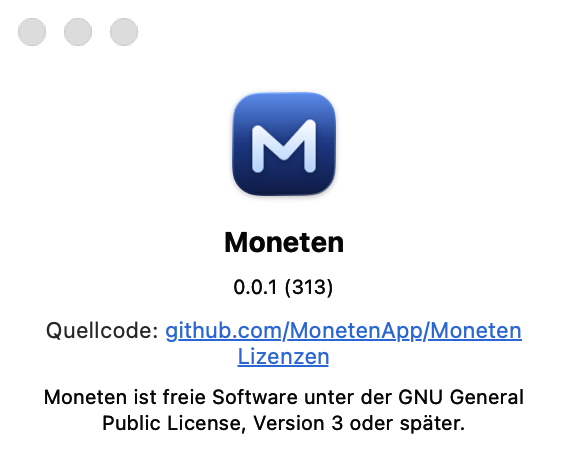 M
Moneten
0.0.1 (313)
Quellcode: github.com/MonetenApp/Moneten
Lizenzen
Moneten ist freie Software unter der GNU General
Public License, Version 3 oder später.